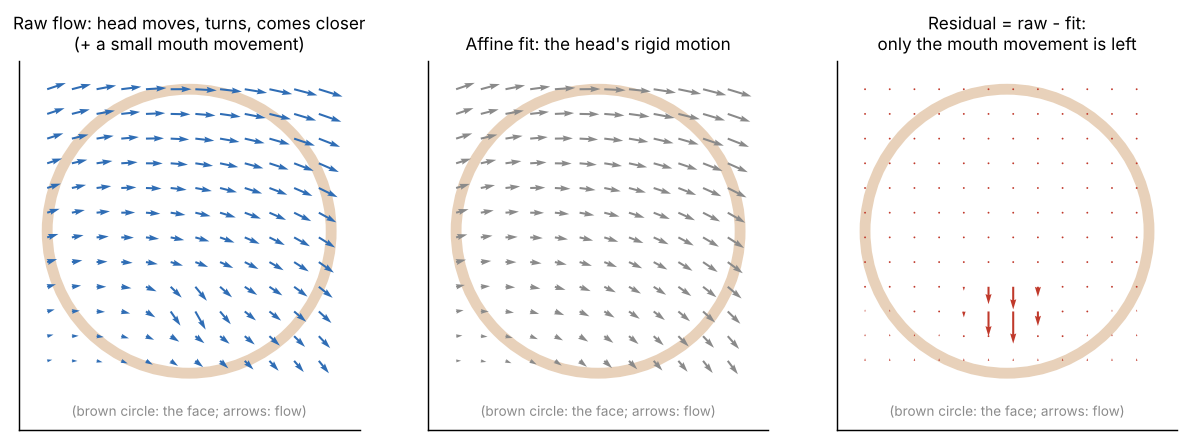 Raw flow: head moves, turns, comes closer
(+ a small mouth movement)
Affine fit: the head's rigid motion
Residual = raw - fit:
only the mouth movement is left
(brown circle: the face; arrows: flow)
(brown circle: the face; arrows: flow)
(brown circle: the face; arrows: flow)